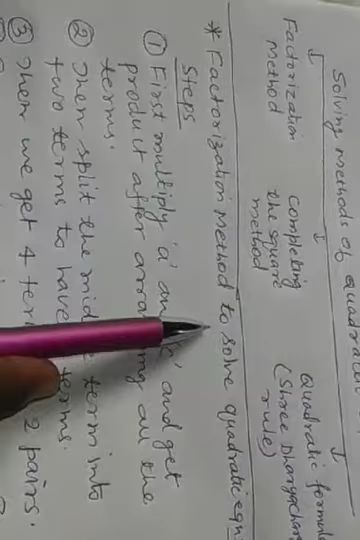 Solving methods of quadratic
Factorization
Method
completing
the square
method
Quadratic formula
(Shree Dharacharya
rule)
* Factorization method to solve quadratic eqn
Steps
① First multiply 'a' and 'c' and get
product after arranging all the
terms.
② Then split the middle term into
two terms to have terms.
③ Then we get 4 2 pairs.